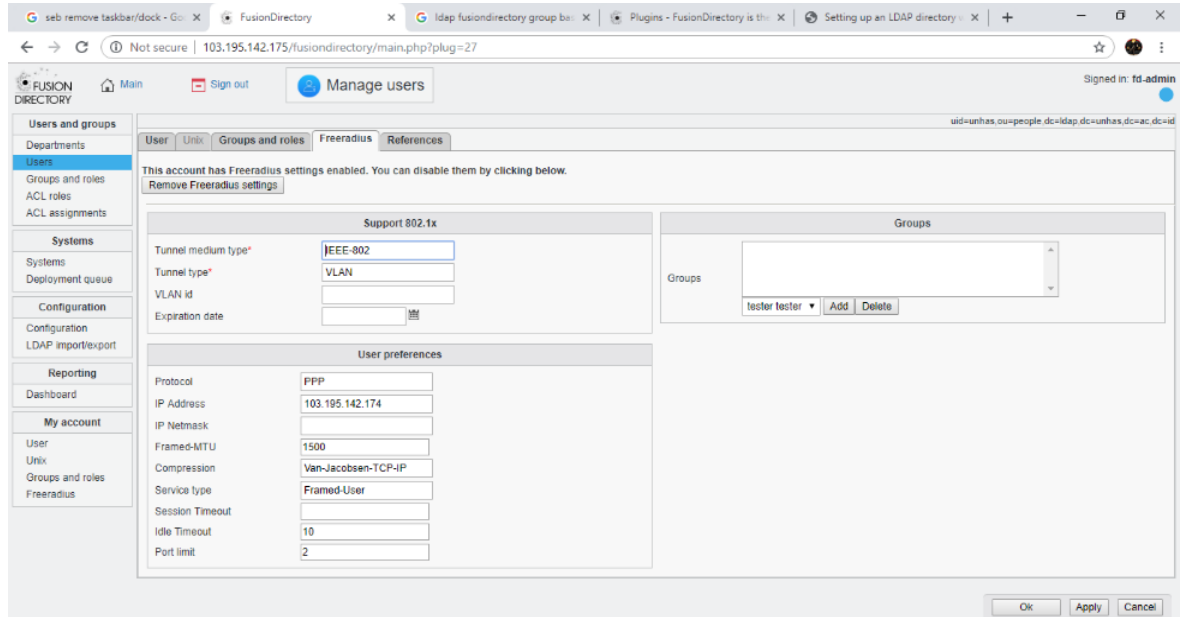 seb remove taskbar/dock - Go
FusionDirectory
ldap fusiondirectory group ba
Plugins - FusionDirectory is the
Setting up an LDAP directory
Not secure | 103.195.142.175/fusiondirectory/main.php?plug=27
FUSION
DIRECTORY
Main
Sign out
Manage users
Signed in: fd-admin
uid=unhas,ou=people,dc=ldap,dc=unhas,dc=ac,dc=id
Users and groups
Departments
Users
Groups and roles
ACL roles
ACL assignments
Systems
Systems
Deployment queue
Configuration
Configuration
LDAP import/export
Reporting
Dashboard
My account
User
Unix
Groups and roles
Freeradius
User Unix Groups and roles Freeradius References
This account has Freeradius settings enabled. You can disable them by clicking below.
Remove Freeradius settings
Support 802.1x
Tunnel medium type* IEEE-802
Tunnel type* VLAN
VLAN id
Expiration date
Groups
Groups
tester tester Add Delete
User preferences
Protocol PPP
IP Address 103.195.142.174
IP Netmask
Framed-MTU 1500
Compression Van-Jacobsen-TCP-IP
Service type Framed-User
Session Timeout
Idle Timeout 10
Port limit 2
Ok Apply Cancel